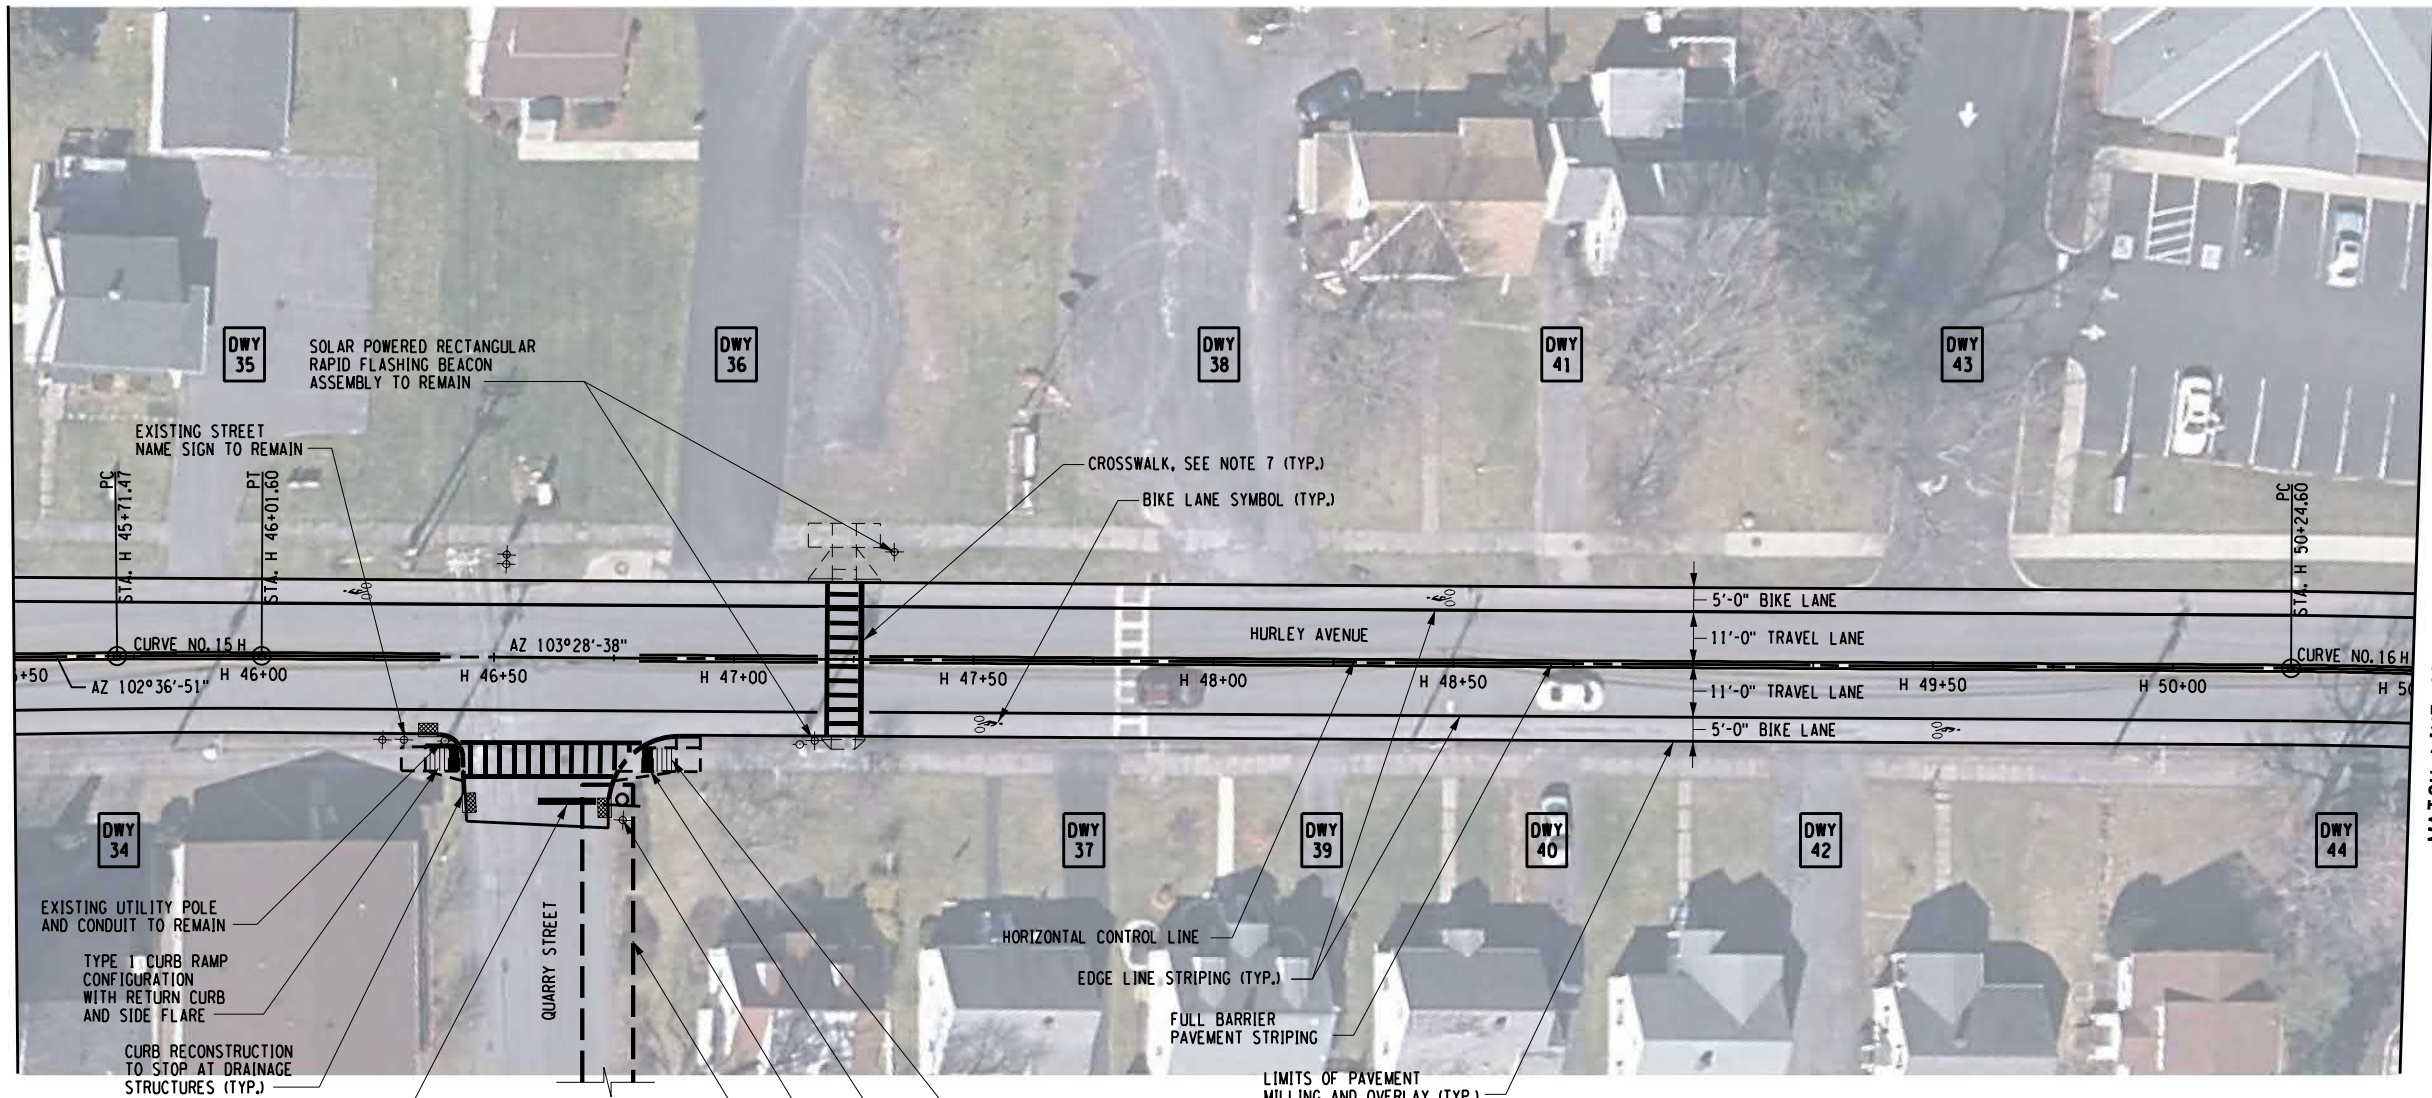 DWY
35
SOLAR POWERED RECTANGULAR
RAPID FLASHING BEACON
ASSEMBLY TO REMAIN
DWY
36
DWY
38
DWY
41
DWY
43
EXISTING STREET
NAME SIGN TO REMAIN
CROSSWALK, SEE NOTE 7 (TYP.)
BIKE LANE SYMBOL (TYP.)
PC
STA. H 45+71.47
PT
STA. H 46+01.60
PC
STA. H 50+24.60
5'-0" BIKE LANE
HURLEY AVENUE
11'-0" TRAVEL LANE
CURVE NO. 15 H
AZ 103°28'-38"
CURVE NO. 16 H
+50
AZ 102°36'-51"
H 46+00
H 46+50
H 47+00
H 47+50
H 48+00
H 48+50
11'-0" TRAVEL LANE
H 49+50
H 50+00
H 50
5'-0" BIKE LANE
DWY
34
DWY
37
DWY
39
DWY
40
DWY
42
DWY
44
EXISTING UTILITY POLE
AND CONDUIT TO REMAIN
TYPE 1 CURB RAMP
CONFIGURATION
WITH RETURN CURB
AND SIDE FLARE
CURB RECONSTRUCTION
TO STOP AT DRAINAGE
STRUCTURES (TYP.)
QUARRY STREET
HORIZONTAL CONTROL LINE
EDGE LINE STRIPING (TYP.)
FULL BARRIER
PAVEMENT STRIPING
LIMITS OF PAVEMENT
MILLING AND OVERLAY (TYP.)